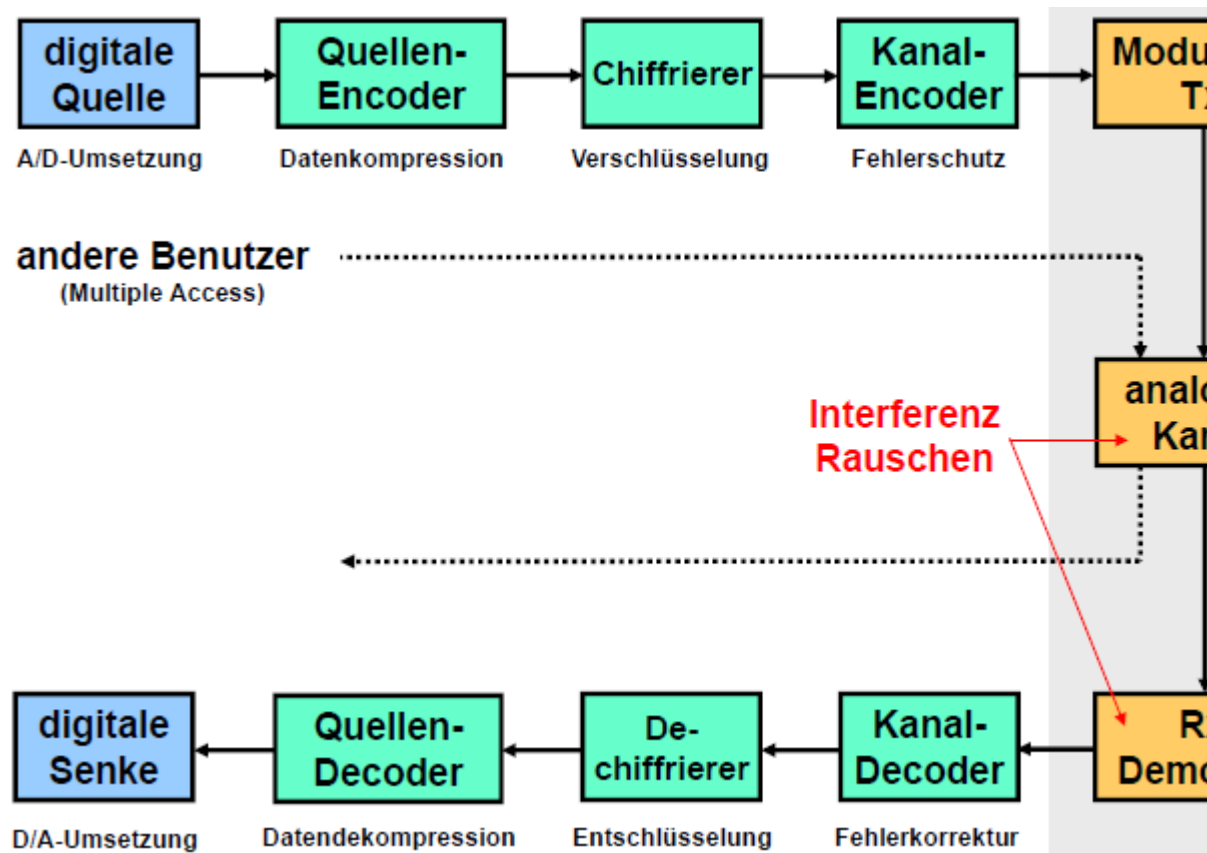 digitale
Quelle
Quellen-
Encoder
Chiffrierer
Kanal-
Encoder
A/D-Umsetzung
Datenkompression
Verschlüsselung
Fehlerschutz
andere Benutzer
(Multiple Access)
Interferenz
Rauschen
digitale
Senke
Quellen-
Decoder
De-
chiffrierer
Kanal-
Decoder
D/A-Umsetzung
Datendekompression
Entschlüsselung
Fehlerkorrektur